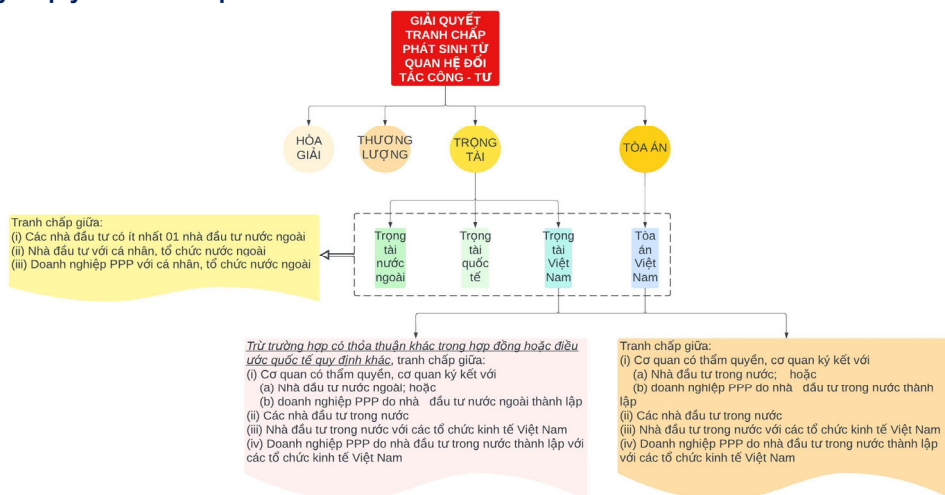 GIẢI QUYẾT
TRANH CHẤP
PHÁT SINH TỪ
QUAN HỆ ĐỐI
TÁC CÔNG - TƯ
HÒA
GIẢI
THƯƠNG
LƯỢNG
TRỌNG
TÀI
TÒA ÁN
Tranh chấp giữa:
(i) Các nhà đầu tư có ít nhất 01 nhà đầu tư nước ngoài
(ii) Nhà đầu tư với cá nhân, tổ chức nước ngoài
(iii) Doanh nghiệp PPP với cá nhân, tổ chức nước ngoài
Trọng
tài
nước
ngoài
Trọng
tài
quốc
tế
Trọng
tài
Việt
Nam
Tòa
án
Việt
Nam
Trừ trường hợp có thỏa thuận khác trong hợp đồng hoặc điều
ước quốc tế quy định khác, tranh chấp giữa:
(i) Cơ quan có thẩm quyền, cơ quan ký kết với
(a) Nhà đầu tư nước ngoài; hoặc
(b) doanh nghiệp PPP do nhà đầu tư nước ngoài thành lập
(ii) Các nhà đầu tư trong nước
(iii) Nhà đầu tư trong nước với các tổ chức kinh tế Việt Nam
(iv) Doanh nghiệp PPP do nhà đầu tư trong nước thành lập với
các tổ chức kinh tế Việt Nam
Tranh chấp giữa:
(i) Cơ quan có thẩm quyền, cơ quan ký kết với
(a) Nhà đầu tư trong nước; hoặc
(b) doanh nghiệp PPP do nhà đầu tư trong nước thành
lập
(ii) Các nhà đầu tư trong nước
(iii) Nhà đầu tư trong nước với các tổ chức kinh tế Việt Nam
(iv) Doanh nghiệp PPP do nhà đầu tư trong nước thành lập
với các tổ chức kinh tế Việt Nam